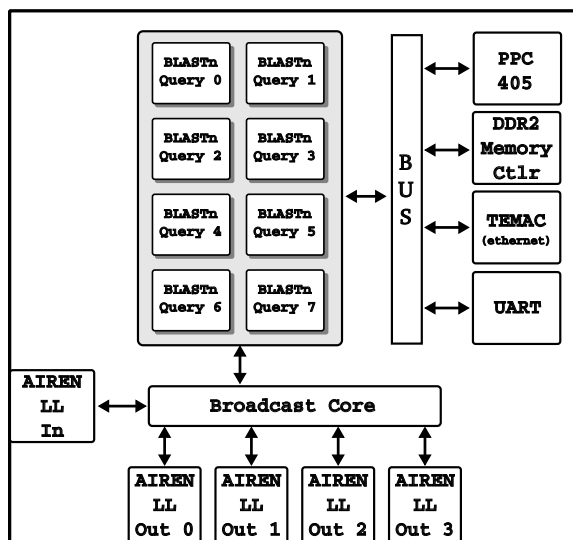 BLASTn
Query 0
BLASTn
Query 1
BLASTn
Query 2
BLASTn
Query 3
BLASTn
Query 4
BLASTn
Query 5
BLASTn
Query 6
BLASTn
Query 7
B
U
S
PPC
405
DDR2
Memory
Ctlr
TEMAC
(ethernet)
UART
AIREN
LL
In
Broadcast Core
AIREN
LL
Out 0
AIREN
LL
Out 1
AIREN
LL
Out 2
AIREN
LL
Out 3